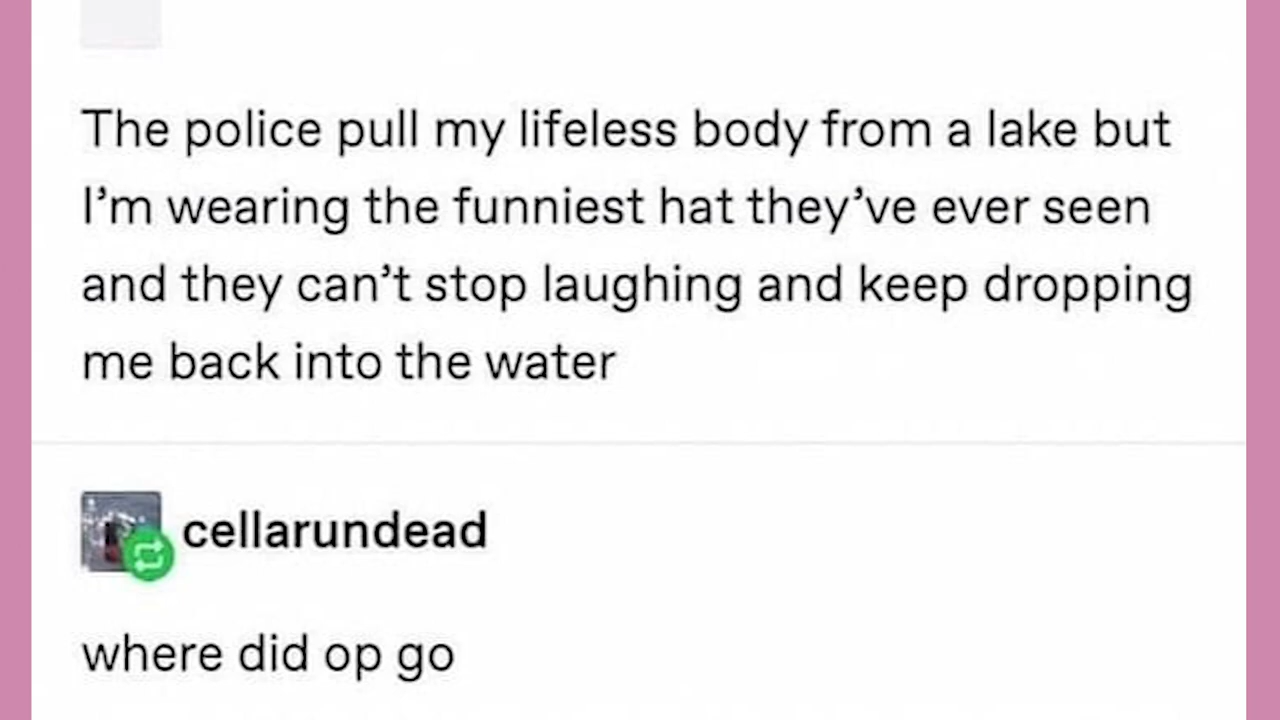 The police pull my lifeless body from a lake but
I’m wearing the funniest hat they’ve ever seen
and they can’t stop laughing and keep dropping
me back into the water
cellarundead
where did op go